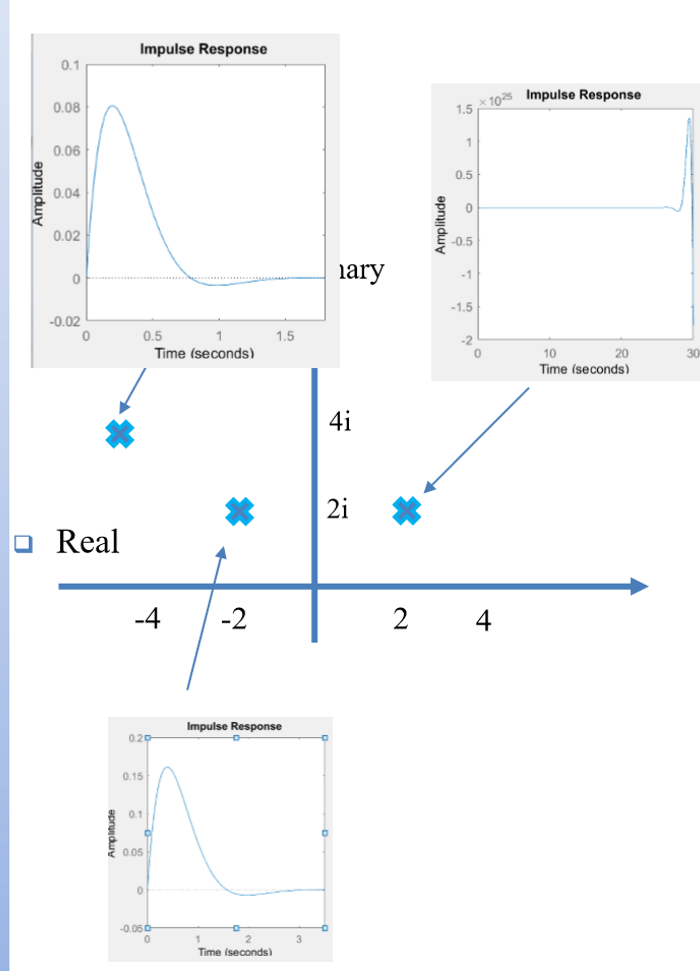 Impulse Response
0.1
0.08
0.06
0.04
0.02
0
-0.02
Amplitude
0 0.5 1 1.5
Time (seconds)
Impulse Response
×10^25
1.5
1
0.5
0
-0.5
-1
-1.5
-2
Amplitude
0 10 20 30
Time (seconds)
nary
4i
2i
Real
-4 -2 2 4
Impulse Response
0.2
0.15
0.1
0.05
0
-0.05
Amplitude
0 1 2 3
Time (seconds)